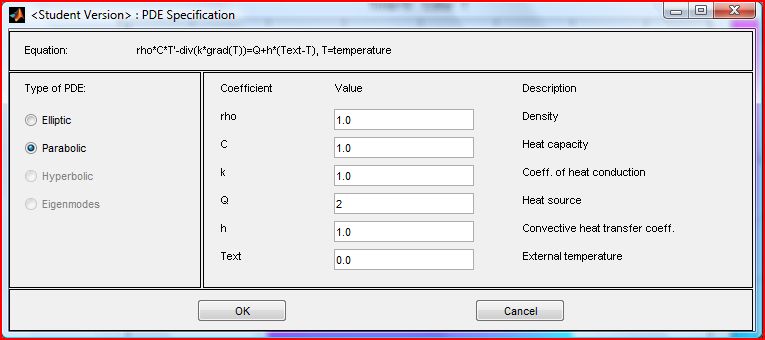 <Student Version> : PDE Specification
Equation: rho*C*T'-div(k*grad(T))=Q+h*(Text-T), T=temperature
Type of PDE:
Elliptic
Parabolic
Hyperbolic
Eigenmodes
Coefficient Value Description
rho 1.0 Density
C 1.0 Heat capacity
k 1.0 Coeff. of heat conduction
Q 2 Heat source
h 1.0 Convective heat transfer coeff.
Text 0.0 External temperature
OK Cancel